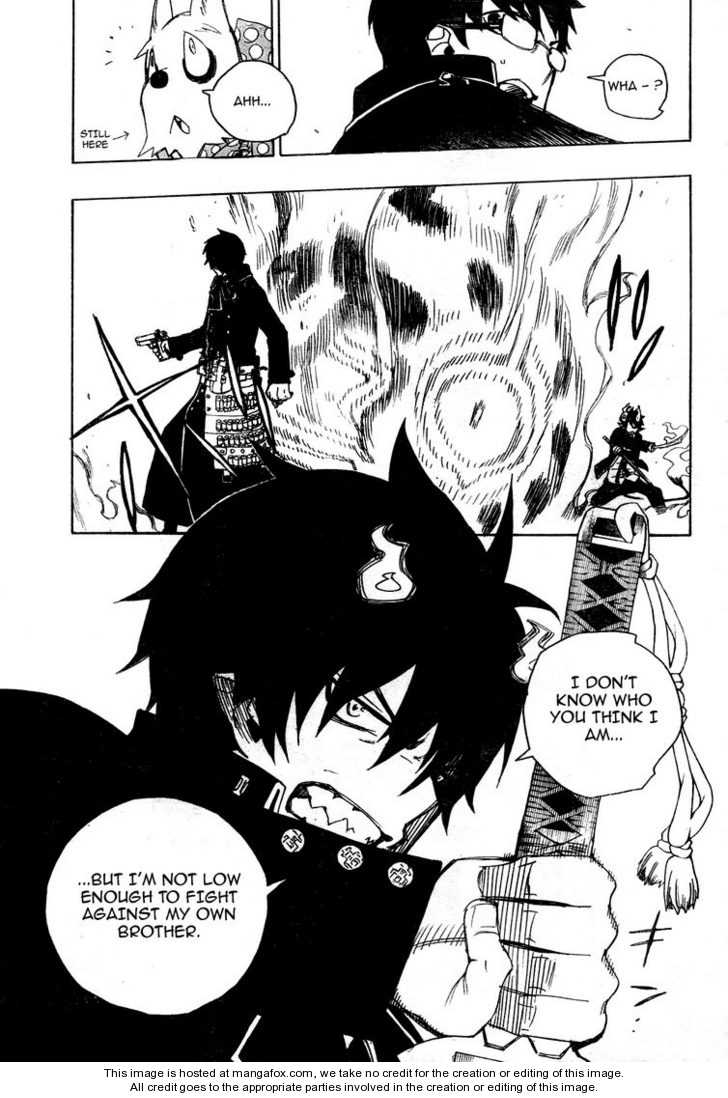 WHA - ?
AHH...
STILL
HERE
I DON'T
KNOW WHO
YOU THINK I
AM...
...BUT I'M NOT LOW
ENOUGH TO FIGHT
AGAINST MY OWN
BROTHER.
This image is hosted at mangafox.com, we take no credit for the creation or editing of this image.
All credit goes to the appropriate parties involved in the creation or editing of this image.